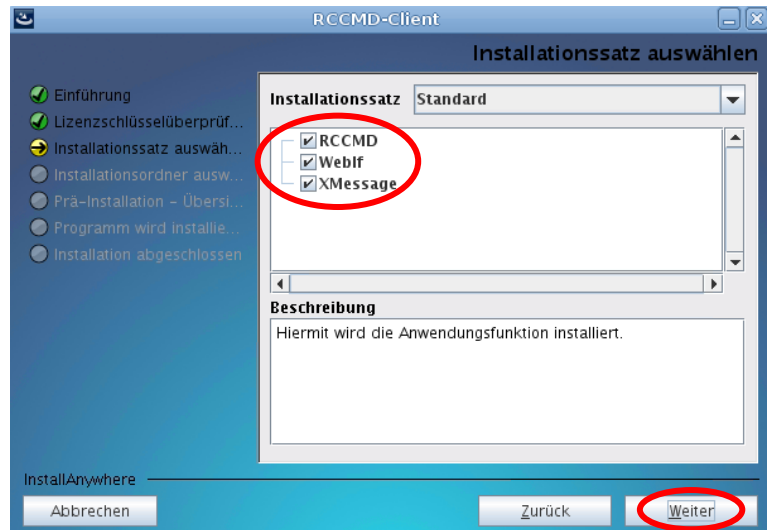 RCCMD-Client
Installationssatz auswählen
Einführung
Lizenzschlüsselüberprüf...
Installationssatz auswäh...
Installationsordner ausw...
Prä-Installation - Übersi...
Programm wird installie...
Installation abgeschlossen
Installationssatz Standard
RCCMD
WebIf
XMessage
Beschreibung
Hiermit wird die Anwendungsfunktion installiert.
InstallAnywhere
Abbrechen Zurück Weiter